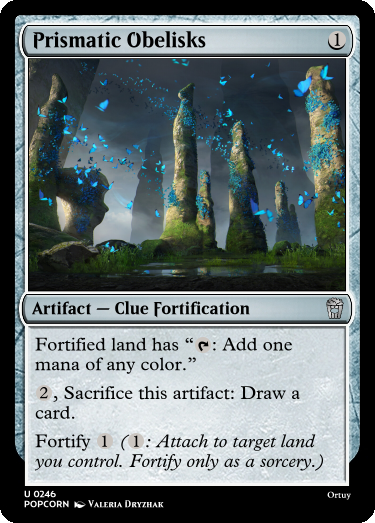 Prismatic Obelisks 1
Artifact — Clue Fortification
Fortified land has “: Add one
mana of any color.”
2, Sacrifice this artifact: Draw a
card.
Fortify 1 (1: Attach to target land
you control. Fortify only as a sorcery.)
U 0246 Ortuy
POPCORN Valeria Dryzhak